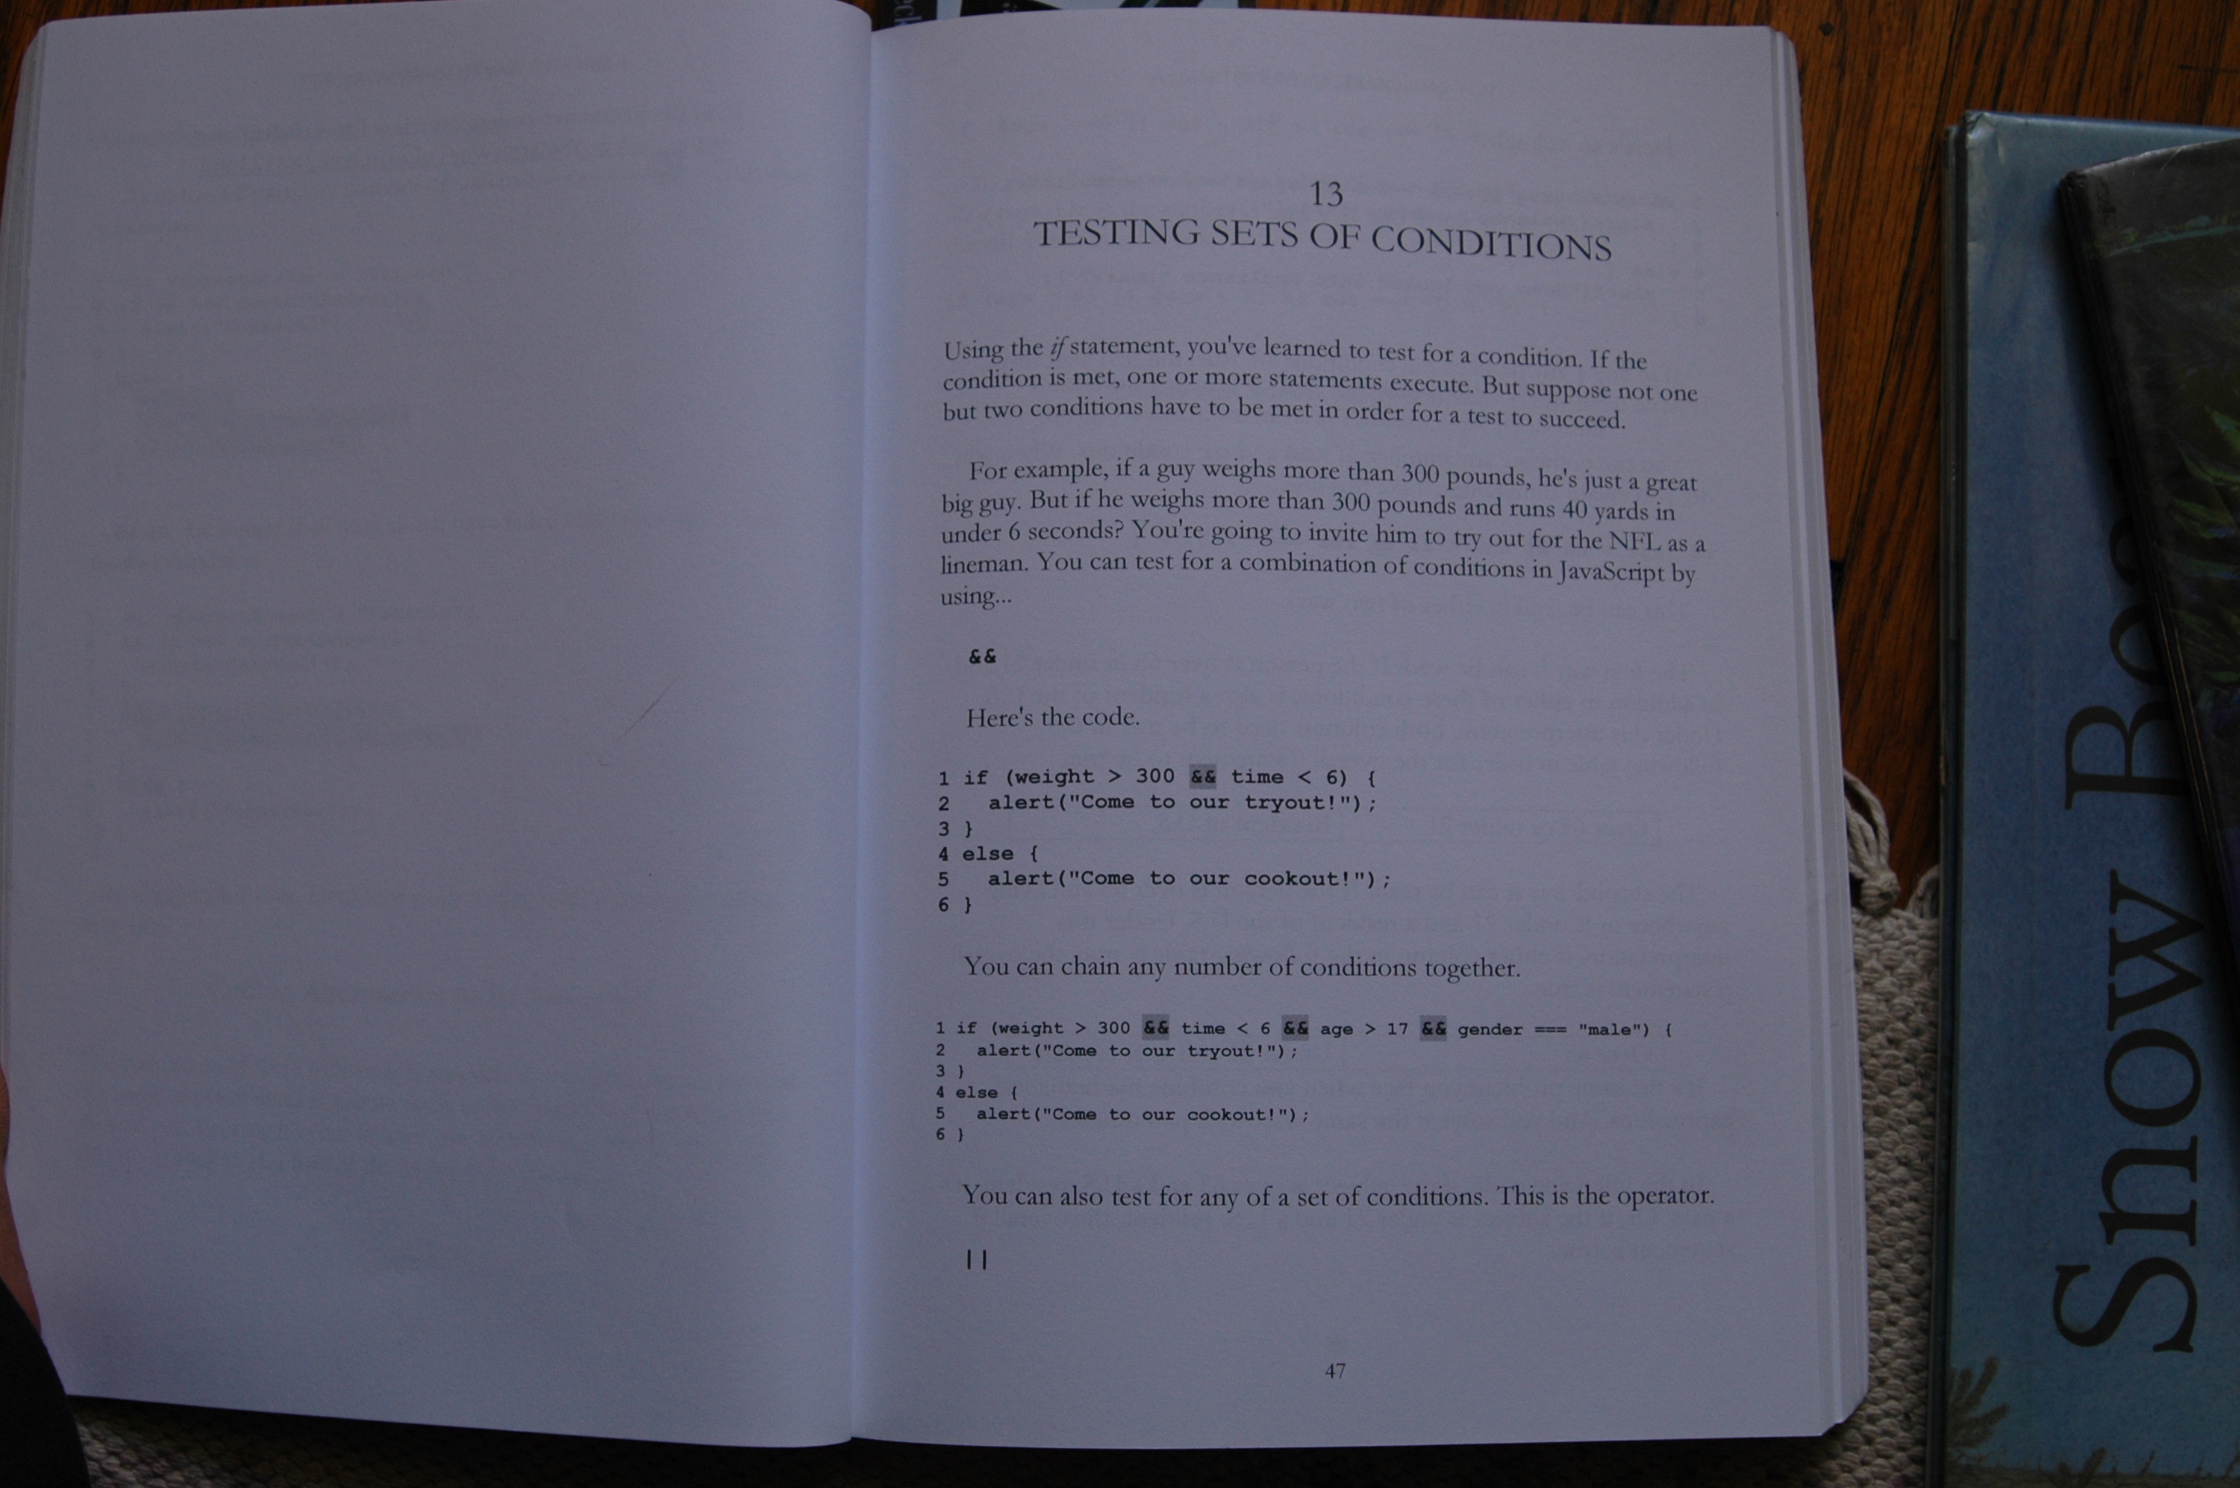 13
TESTING SETS OF CONDITIONS
Using the if statement, you've learned to test for a condition. If the
condition is met, one or more statements execute. But suppose not one
but two conditions have to be met in order for a test to succeed.
For example, if a guy weighs more than 300 pounds, he's just a great
big guy. But if he weighs more than 300 pounds and runs 40 yards in
under 6 seconds? You're going to invite him to try out for the NFL as a
lineman. You can test for a combination of conditions in JavaScript by
using...
&&
Here's the code.
1 if (weight > 300 && time < 6) {
2   alert("Come to our tryout!");
3 }
4 else {
5   alert("Come to our cookout!");
6 }
You can chain any number of conditions together.
1 if (weight > 300 && time < 6 && age > 17 && gender === "male") {
2   alert("Come to our tryout!");
3 }
4 else {
5   alert("Come to our cookout!");
6 }
You can also test for any of a set of conditions. This is the operator.
||
47
Snow